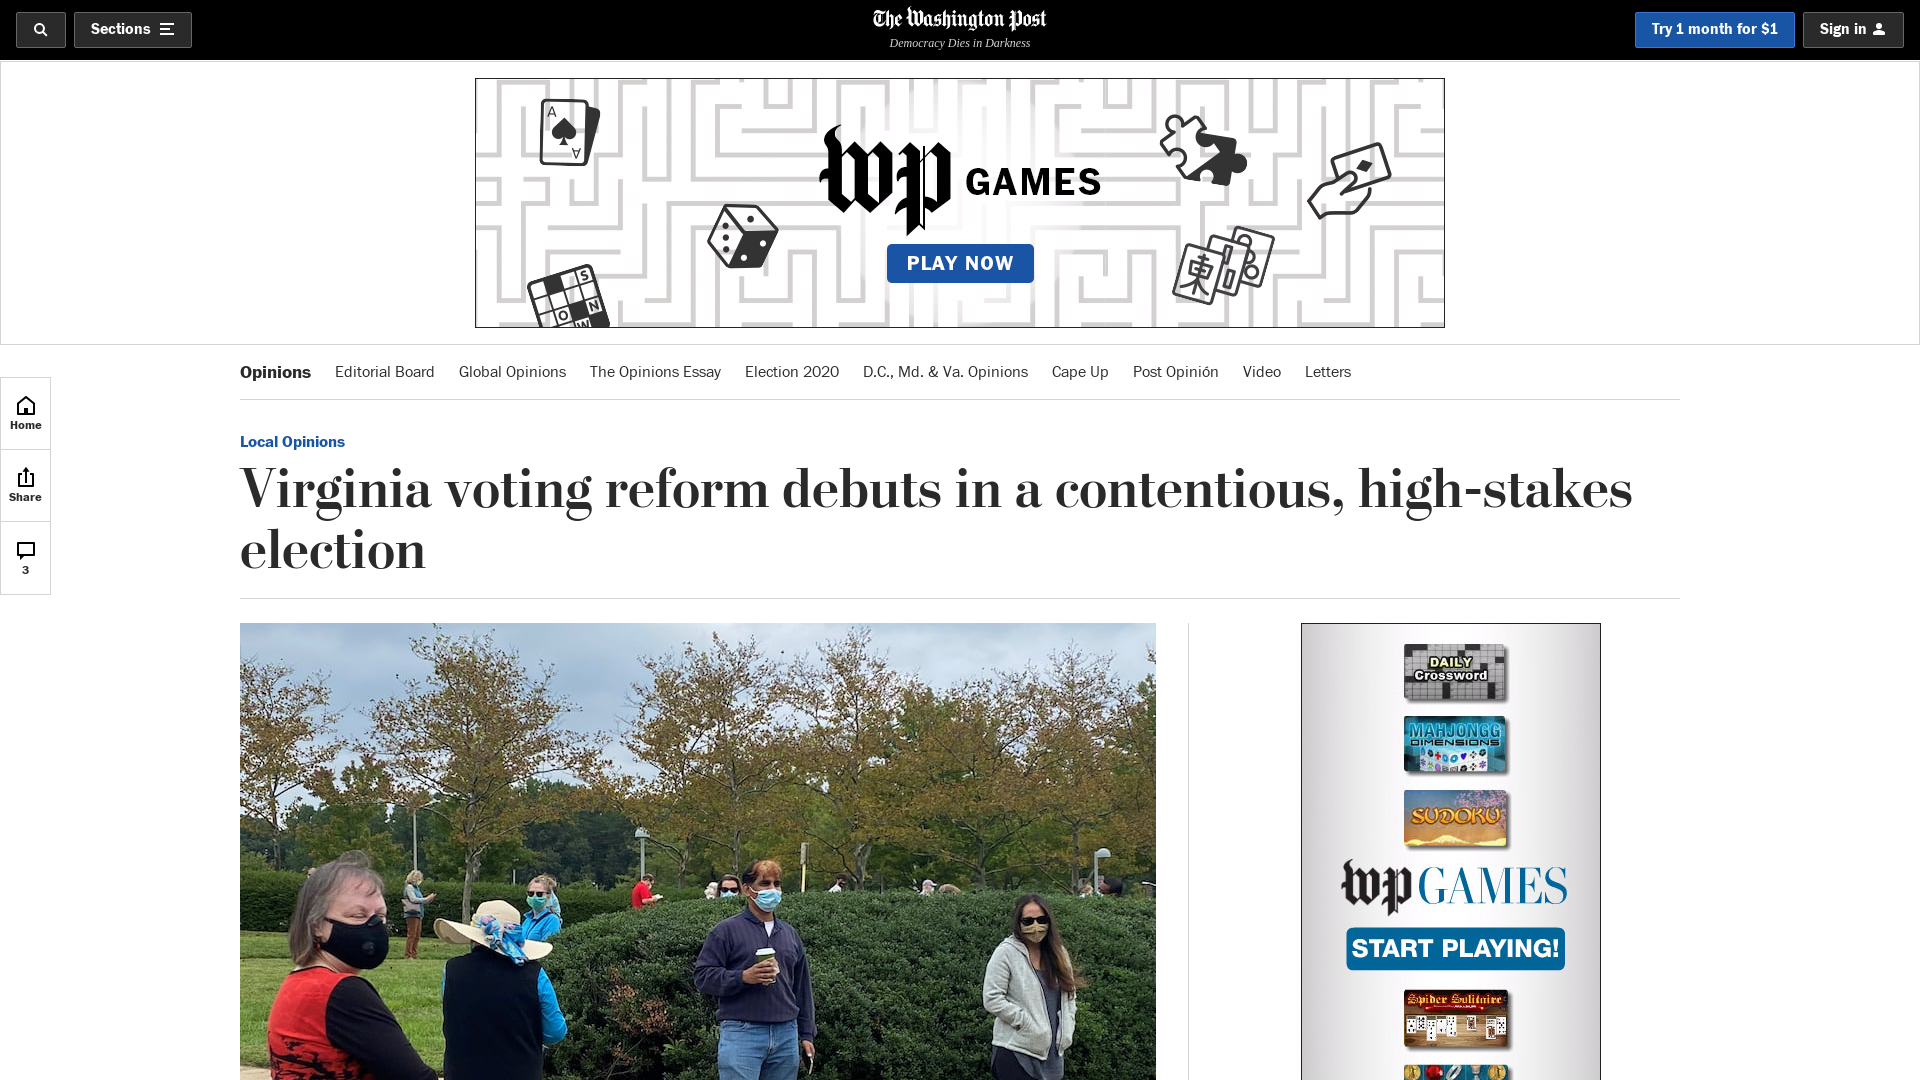 Sections
The Washington Post
Democracy Dies in Darkness
Try 1 month for $1
Sign in
A
A
S
O
N
W
wp GAMES
PLAY NOW
東
Opinions
Editorial Board
Global Opinions
The Opinions Essay
Election 2020
D.C., Md. & Va. Opinions
Cape Up
Post Opinión
Video
Letters
Home
Share
3
Local Opinions
Virginia voting reform debuts in a contentious, high-stakes
election
DAILY
Crossword
MAHJONGG
DIMENSIONS
SUDOKU
wp GAMES
START PLAYING!
Spider Solitaire